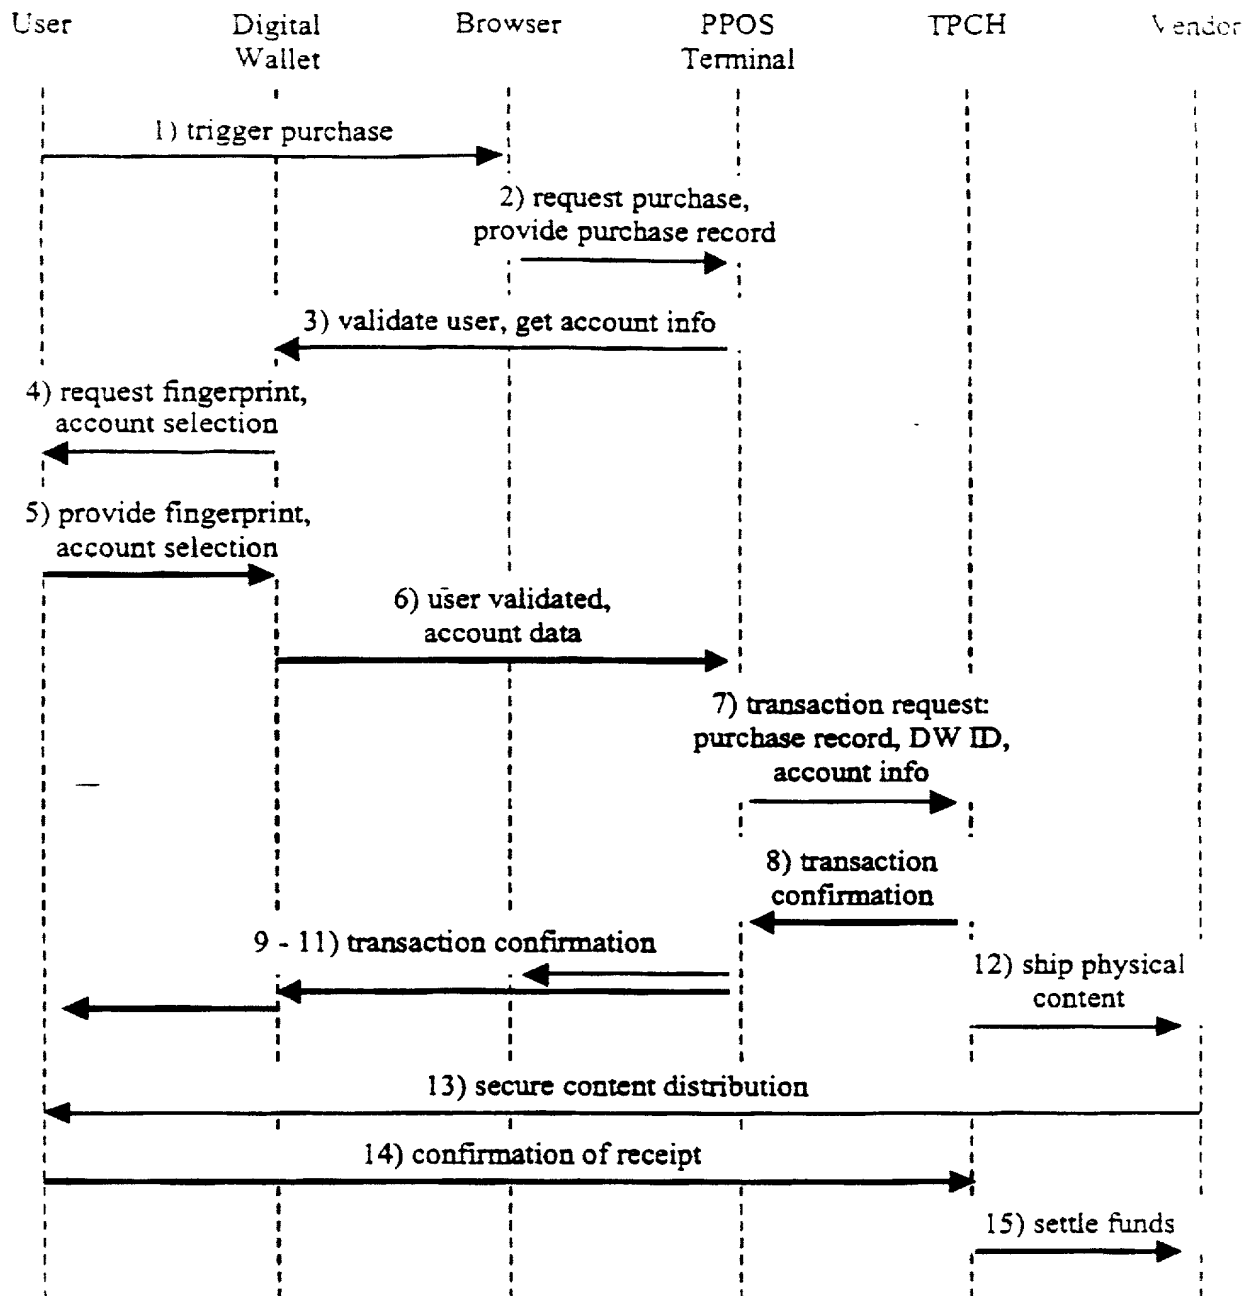 User
Digital
Wallet
Browser
PPOS
Terminal
TPCH
Vendor
1) trigger purchase
2) request purchase,
provide purchase record
3) validate user, get account info
4) request fingerprint,
account selection
5) provide fingerprint,
account selection
6) user validated,
account data
7) transaction request:
purchase record, DW ID,
account info
8) transaction
confirmation
9 - 11) transaction confirmation
12) ship physical
content
13) secure content distribution
14) confirmation of receipt
15) settle funds